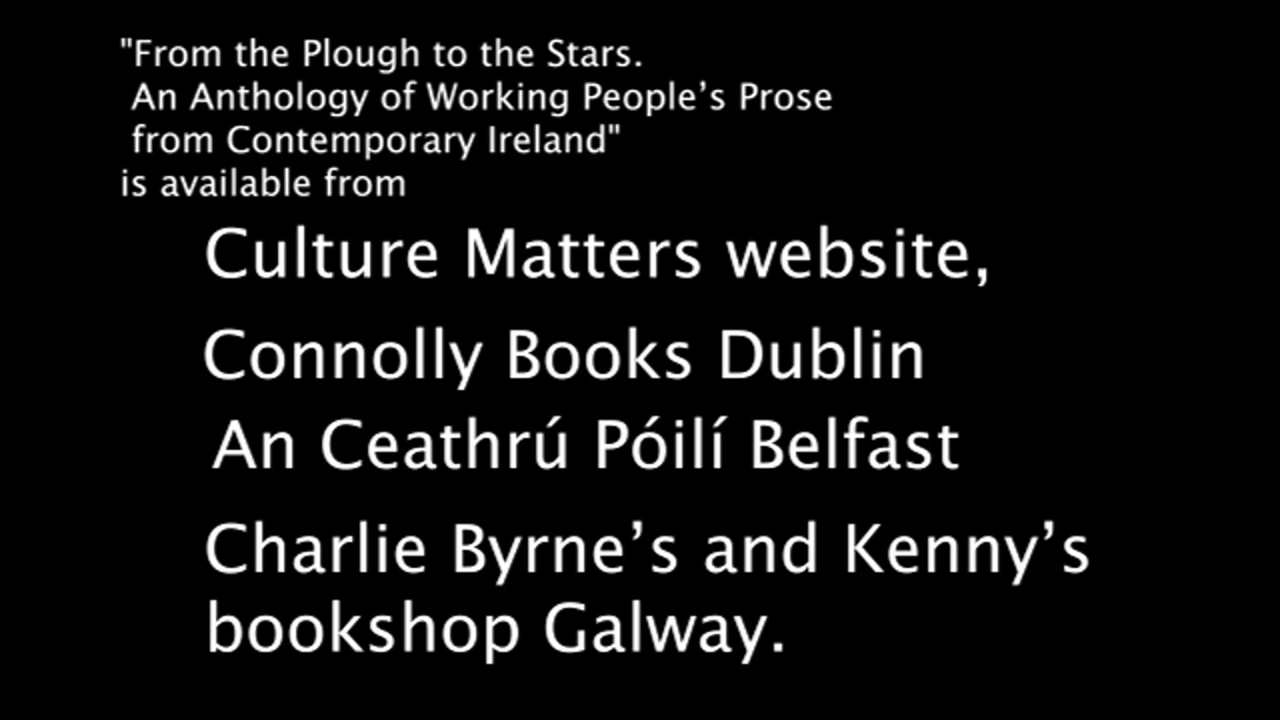 "From the Plough to the Stars.
An Anthology of Working People’s Prose
from Contemporary Ireland"
is available from
Culture Matters website,
Connolly Books Dublin
An Ceathrú Póilí Belfast
Charlie Byrne’s and Kenny’s
bookshop Galway.